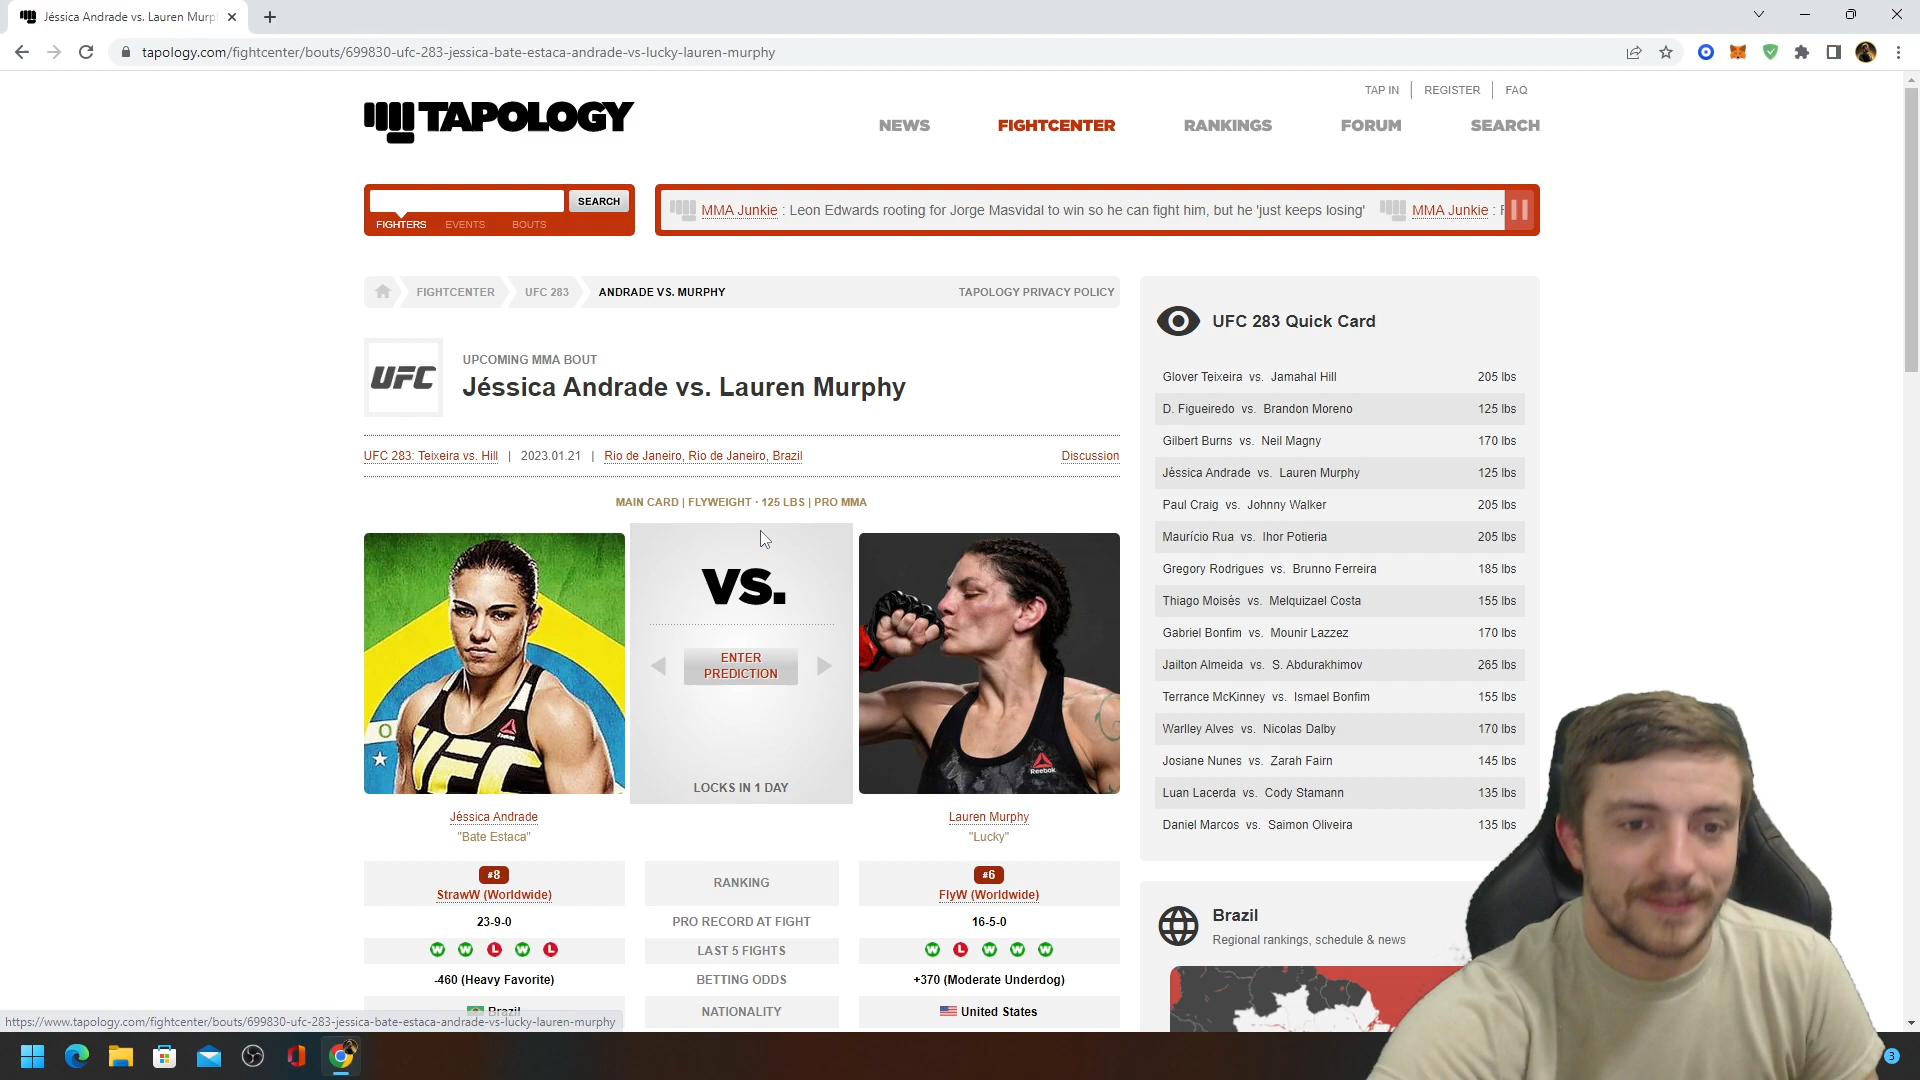 Jéssica Andrade vs. Lauren Murp
tapology.com/fightcenter/bouts/699830-ufc-283-jessica-bate-estaca-andrade-vs-lucky-lauren-murphy
TAP IN
REGISTER
FAQ
TAPOLOGY
NEWS
FIGHTCENTER
RANKINGS
FORUM
SEARCH
SEARCH
FIGHTERS
EVENTS
BOUTS
MMA Junkie : Leon Edwards rooting for Jorge Masvidal to win so he can fight him, but he 'just keeps losing'
MMA Junkie : F
FIGHTCENTER
UFC 283
ANDRADE VS. MURPHY
TAPOLOGY PRIVACY POLICY
UFC
UPCOMING MMA BOUT
Jéssica Andrade vs. Lauren Murphy
UFC 283: Teixeira vs. Hill | 2023.01.21 | Rio de Janeiro, Rio de Janeiro, Brazil
Discussion
MAIN CARD | FLYWEIGHT · 125 LBS | PRO MMA
VS.
ENTER
PREDICTION
LOCKS IN 1 DAY
UFC
Reebok
Jéssica Andrade
"Bate Estaca"
Lauren Murphy
"Lucky"
#8
StrawW (Worldwide)
RANKING
#6
FlyW (Worldwide)
23-9-0
PRO RECORD AT FIGHT
16-5-0
W W L W L
LAST 5 FIGHTS
W L W W W
-460 (Heavy Favorite)
BETTING ODDS
+370 (Moderate Underdog)
Brazil
NATIONALITY
United States
UFC 283 Quick Card
Glover Teixeira vs. Jamahal Hill 205 lbs
D. Figueiredo vs. Brandon Moreno 125 lbs
Gilbert Burns vs. Neil Magny 170 lbs
Jéssica Andrade vs. Lauren Murphy 125 lbs
Paul Craig vs. Johnny Walker 205 lbs
Maurício Rua vs. Ihor Potieria 205 lbs
Gregory Rodrigues vs. Brunno Ferreira 185 lbs
Thiago Moisés vs. Melquizael Costa 155 lbs
Gabriel Bonfim vs. Mounir Lazzez 170 lbs
Jailton Almeida vs. S. Abdurakhimov 265 lbs
Terrance McKinney vs. Ismael Bonfim 155 lbs
Warlley Alves vs. Nicolas Dalby 170 lbs
Josiane Nunes vs. Zarah Fairn 145 lbs
Luan Lacerda vs. Cody Stamann 135 lbs
Daniel Marcos vs. Saimon Oliveira 135 lbs
Brazil
Regional rankings, schedule & news
https://www.tapology.com/fightcenter/bouts/699830-ufc-283-jessica-bate-estaca-andrade-vs-lucky-lauren-murphy
3